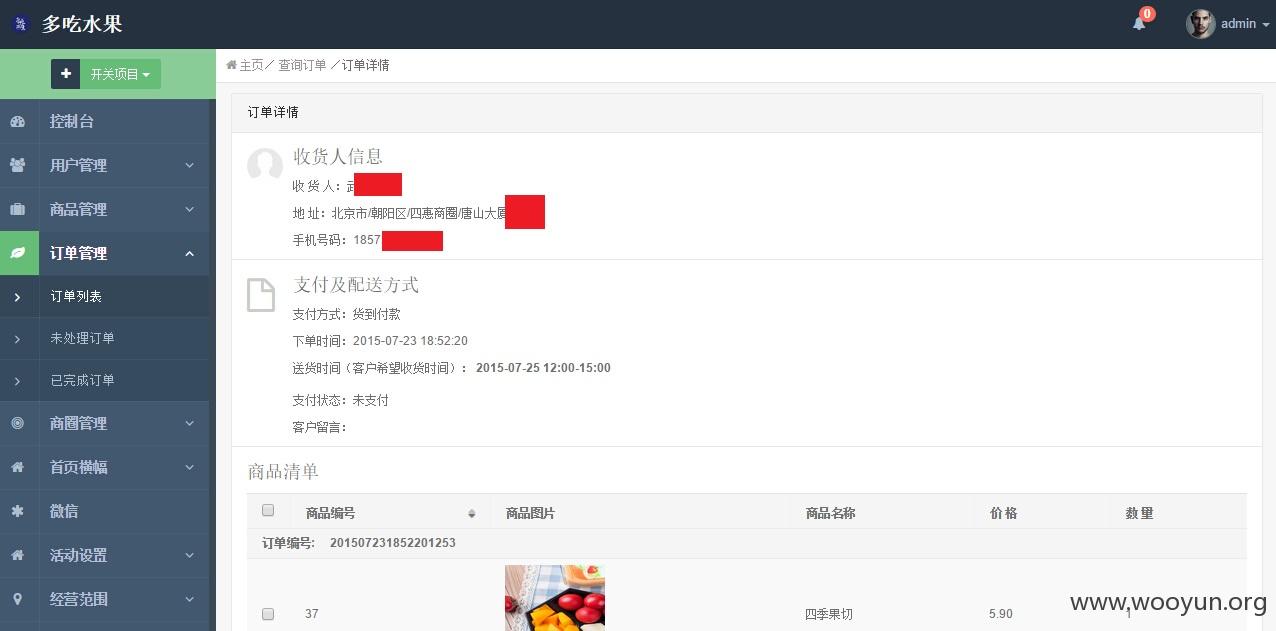 多吃水果
0
admin
开关项目
主页／ 查询订单 ／订单详情
控制台
用户管理
商品管理
订单管理
订单列表
未处理订单
已完成订单
商圈管理
首页横幅
微信
活动设置
经营范围
订单详情
收货人信息
收 货 人：武
地 址：北京市/朝阳区/四惠商圈/唐山大厦
手机号码：1857
支付及配送方式
支付方式：货到付款
下单时间：2015-07-23 18:52:20
送货时间（客户希望收货时间）： 2015-07-25 12:00-15:00
支付状态：未支付
客户留言：
商品清单
商品编号 商品图片 商品名称 价 格 数 量
订单编号: 201507231852201253
37 四季果切 5.90 1
www.wooyun.org